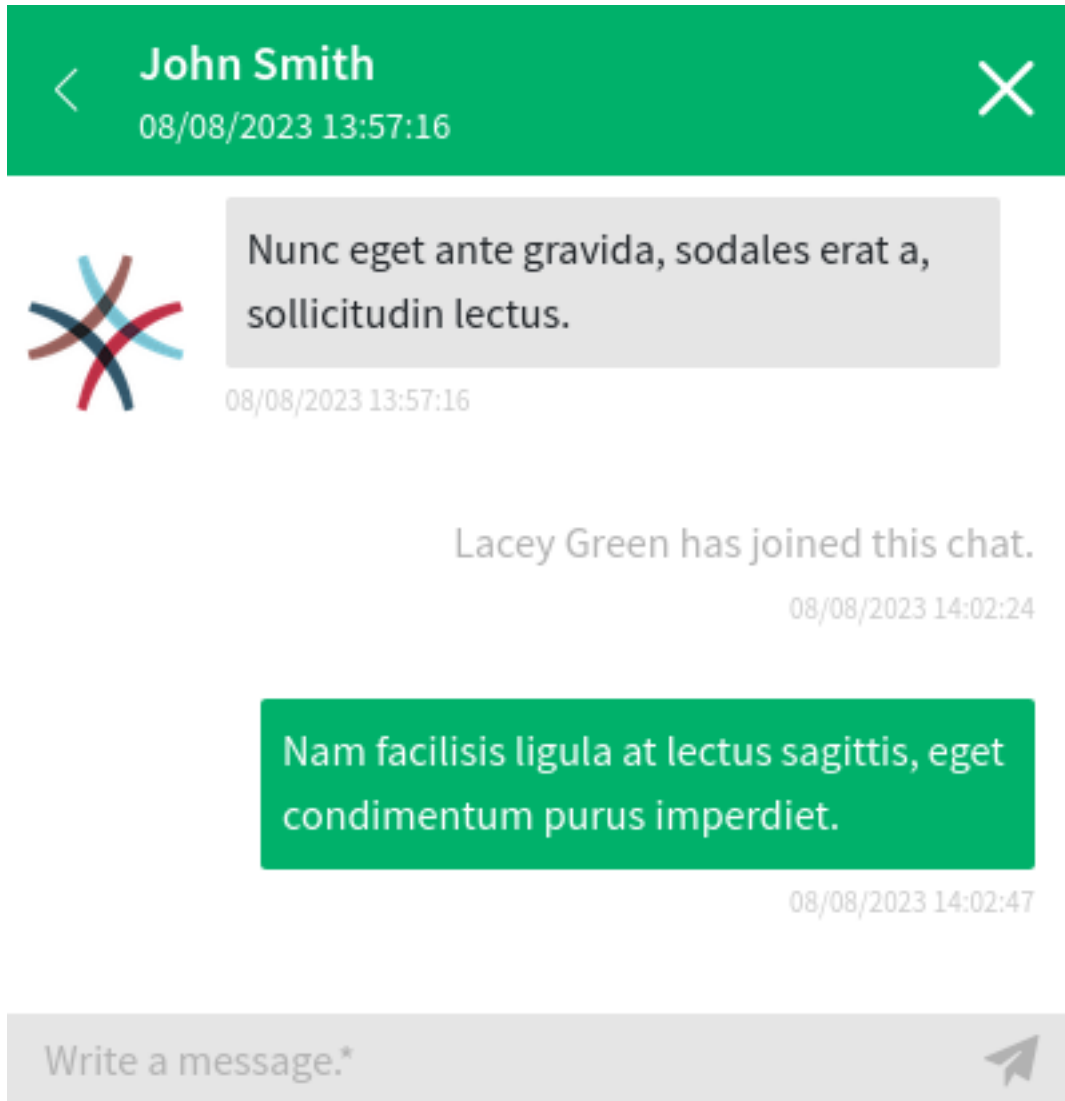 John Smith
08/08/2023 13:57:16
Nunc eget ante gravida, sodales erat a,
sollicitudin lectus.
08/08/2023 13:57:16
Lacey Green has joined this chat.
08/08/2023 14:02:24
Nam facilisis ligula at lectus sagittis, eget
condimentum purus imperdiet.
08/08/2023 14:02:47
Write a message.*